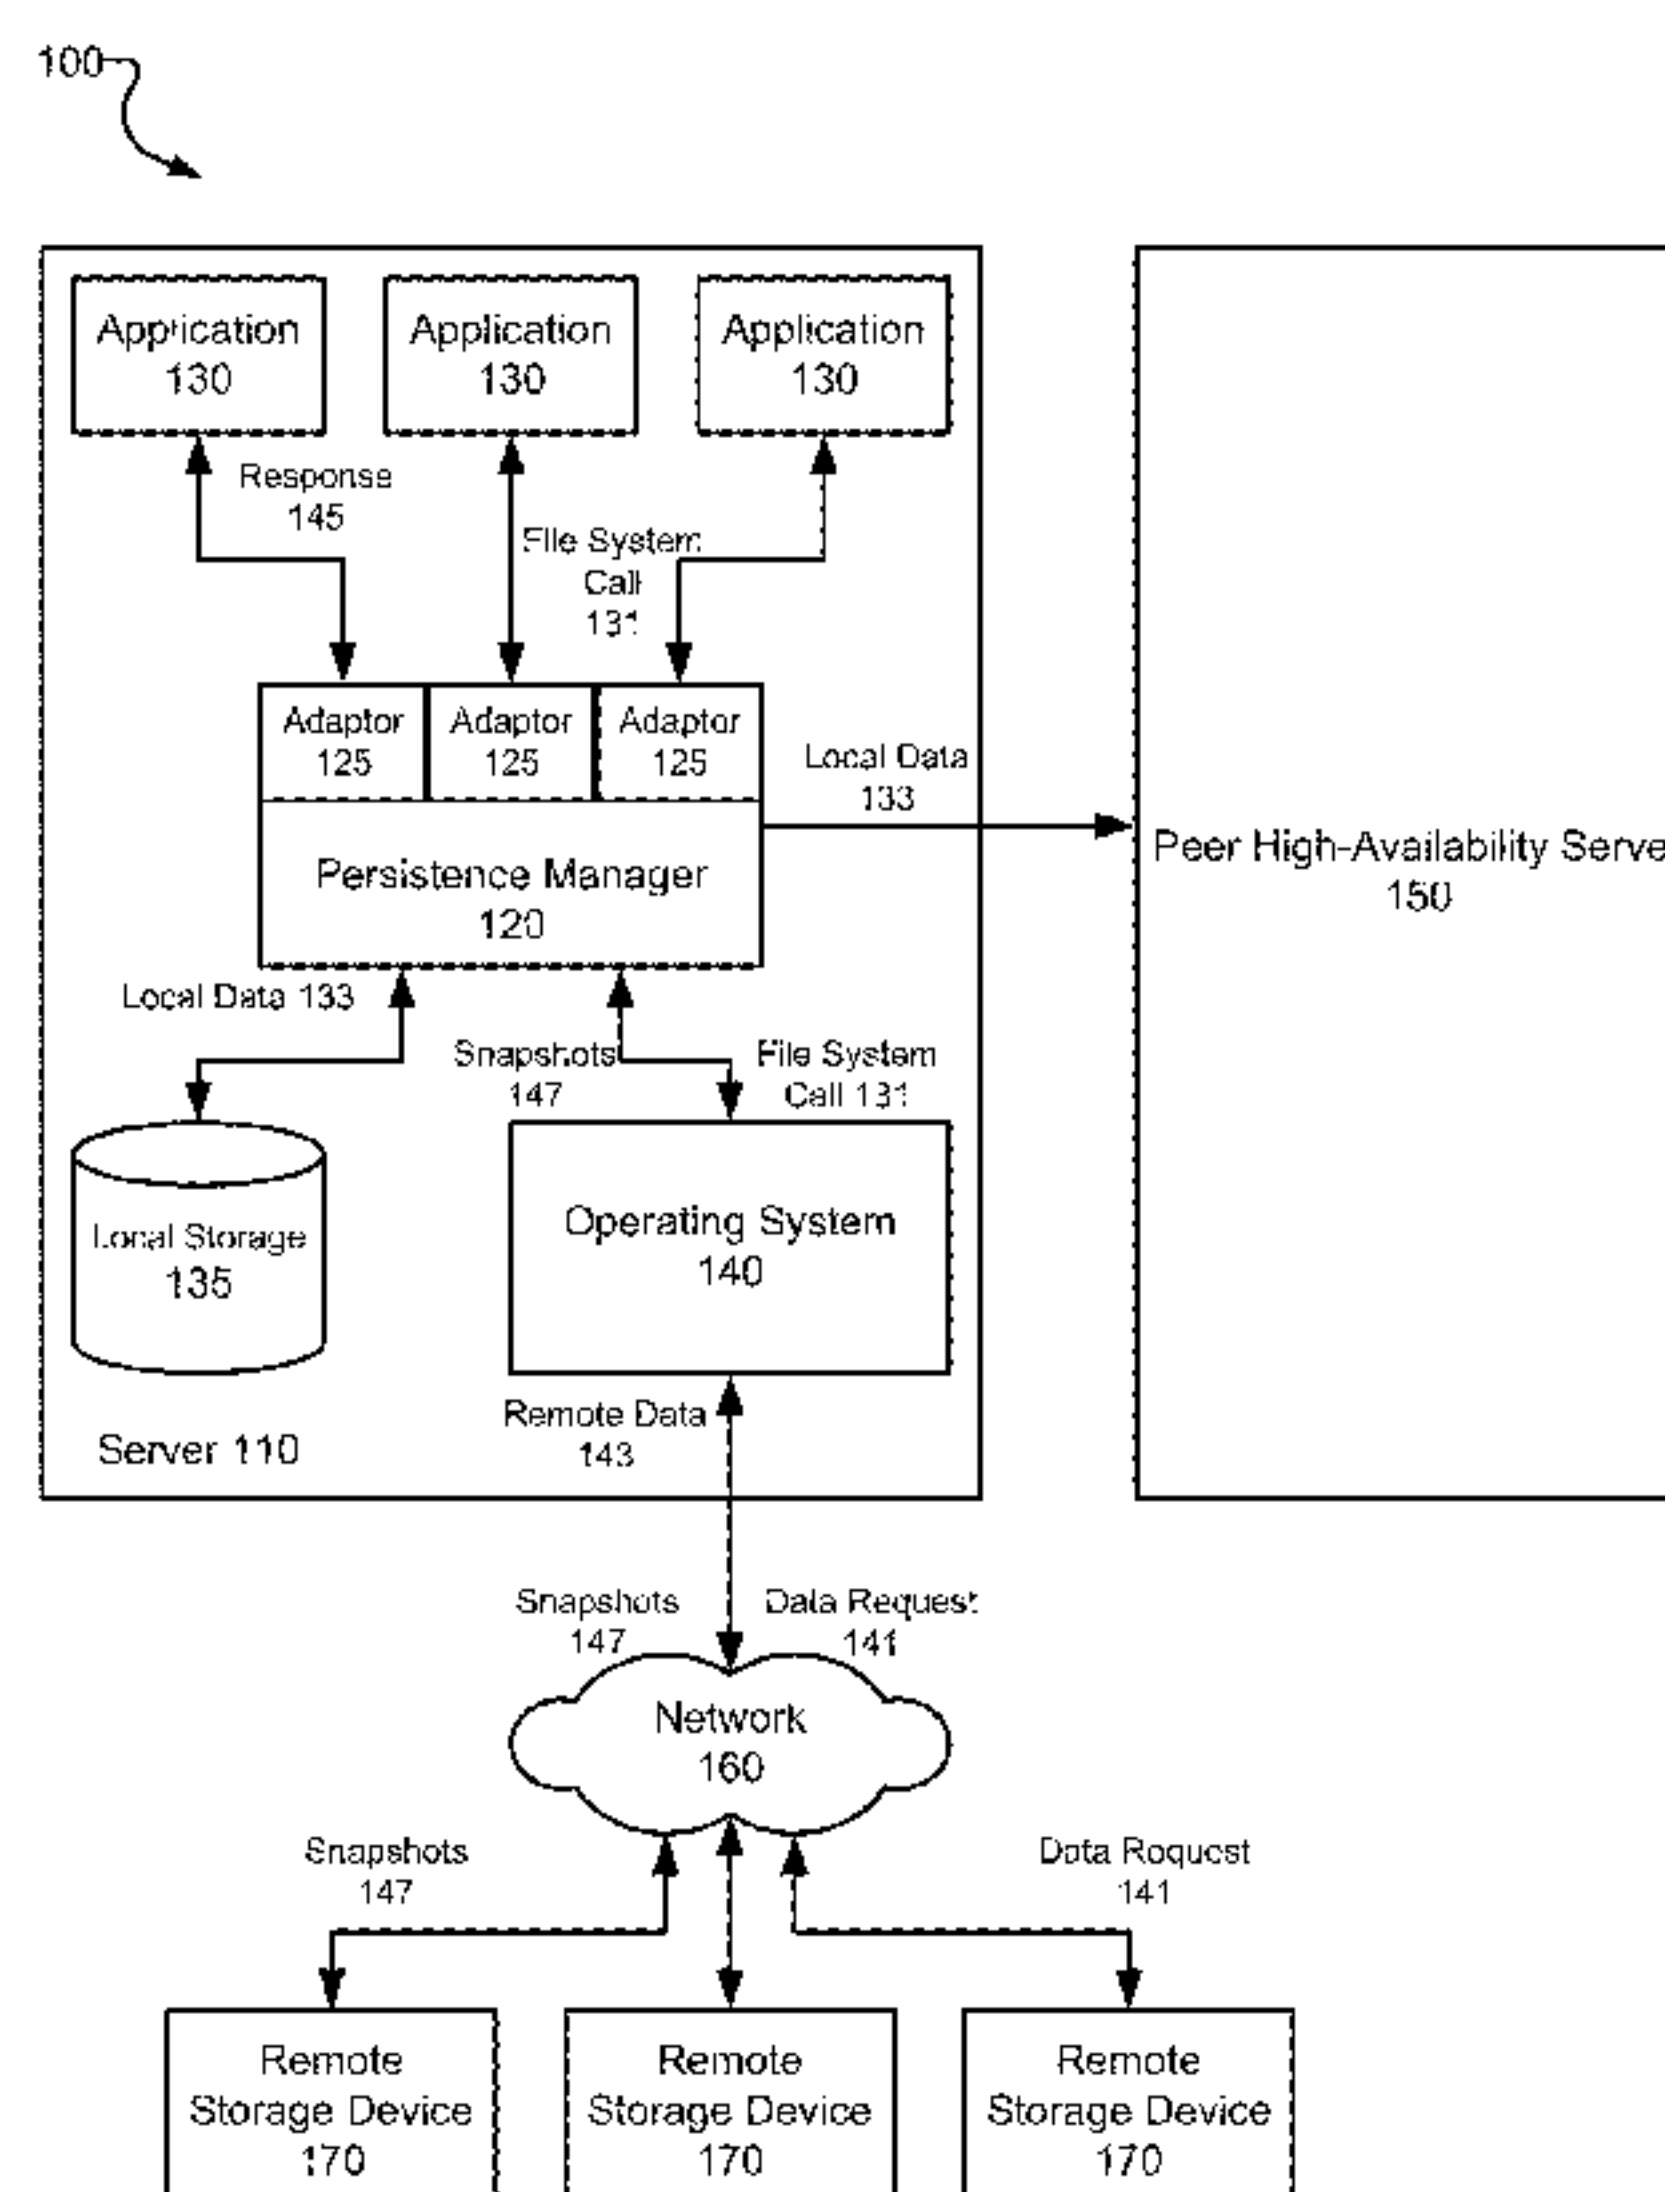 100
Application
130
Application
130
Application
130
Response
145
File System
Call
131
Adaptor
125
Adaptor
125
Adaptor
125
Local Data
133
Persistence Manager
120
Peer High-Availability Serve
150
Local Data 133
Snapshots
147
File System
Call 131
Local Storage
135
Operating System
140
Remote Data
143
Server 110
Snapshots
147
Data Request
141
Network
160
Snapshots
147
Data Request
141
Remote
Storage Device
170
Remote
Storage Device
170
Remote
Storage Device
170